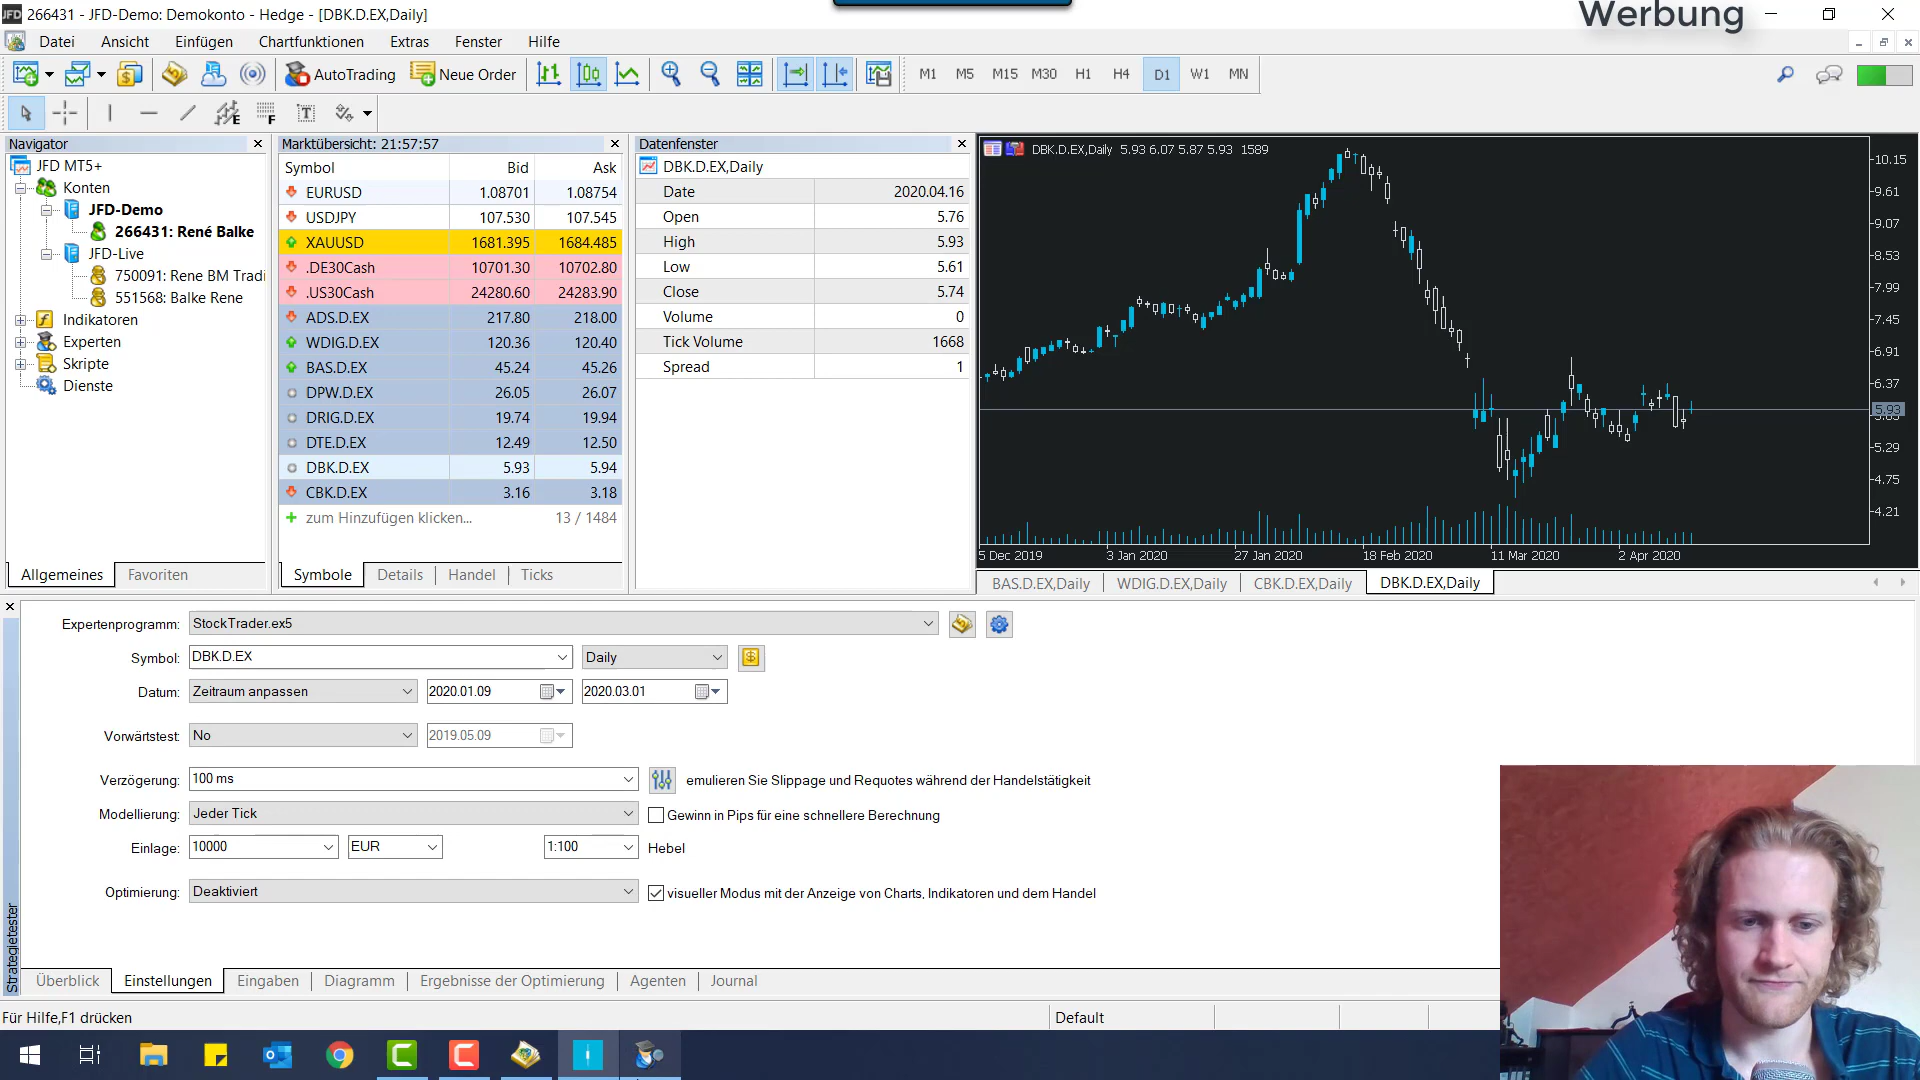 266431 - JFD-Demo: Demokonto - Hedge - [DBK.D.EX,Daily]
Werbung
Datei Ansicht Einfügen Chartfunktionen Extras Fenster Hilfe
AutoTrading Neue Order M1 M5 M15 M30 H1 H4 D1 W1 MN
Navigator
JFD MT5+
Konten
JFD-Demo
266431: René Balke
JFD-Live
750091: Rene BM Tradi
551568: Balke Rene
Indikatoren
Experten
Skripte
Dienste
Allgemeines Favoriten
Marktübersicht: 21:57:57
Symbol Bid Ask
EURUSD 1.08701 1.08754
USDJPY 107.530 107.545
XAUUSD 1681.395 1684.485
.DE30Cash 10701.30 10702.80
.US30Cash 24280.60 24283.90
ADS.D.EX 217.80 218.00
WDIG.D.EX 120.36 120.40
BAS.D.EX 45.24 45.26
DPW.D.EX 26.05 26.07
DRIG.D.EX 19.74 19.94
DTE.D.EX 12.49 12.50
DBK.D.EX 5.93 5.94
CBK.D.EX 3.16 3.18
zum Hinzufügen klicken... 13 / 1484
Symbole Details Handel Ticks
Datenfenster
DBK.D.EX,Daily
Date 2020.04.16
Open 5.76
High 5.93
Low 5.61
Close 5.74
Volume 0
Tick Volume 1668
Spread 1
DBK.D.EX,Daily 5.93 6.07 5.87 5.93 1589
10.15
9.61
9.07
8.53
7.99
7.45
6.91
6.37
5.93
5.29
4.75
4.21
5 Dec 2019 3 Jan 2020 27 Jan 2020 18 Feb 2020 11 Mar 2020 2 Apr 2020
BAS.D.EX,Daily WDIG.D.EX,Daily CBK.D.EX,Daily DBK.D.EX,Daily
Expertenprogramm: StockTrader.ex5
Symbol: DBK.D.EX Daily
Datum: Zeitraum anpassen 2020.01.09 2020.03.01
Vorwärtstest: No 2019.05.09
Verzögerung: 100 ms emulieren Sie Slippage und Requotes während der Handelstätigkeit
Modellierung: Jeder Tick Gewinn in Pips für eine schnellere Berechnung
Einlage: 10000 EUR 1:100 Hebel
Optimierung: Deaktiviert visueller Modus mit der Anzeige von Charts, Indikatoren und dem Handel
Strategietester
Überblick Einstellungen Eingaben Diagramm Ergebnisse der Optimierung Agenten Journal
Für Hilfe,F1 drücken Default